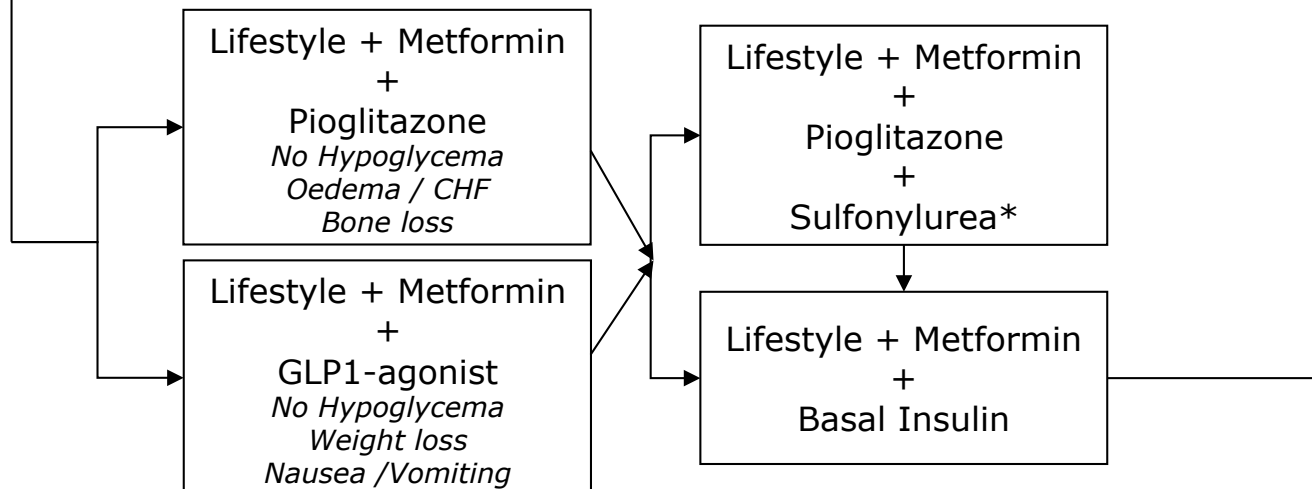 Lifestyle + Metformin
+
Pioglitazone
No Hypoglycema
Oedema / CHF
Bone loss
Lifestyle + Metformin
+
GLP1-agonist
No Hypoglycema
Weight loss
Nausea /Vomiting
Lifestyle + Metformin
+
Pioglitazone
+
Sulfonylurea*
Lifestyle + Metformin
+
Basal Insulin